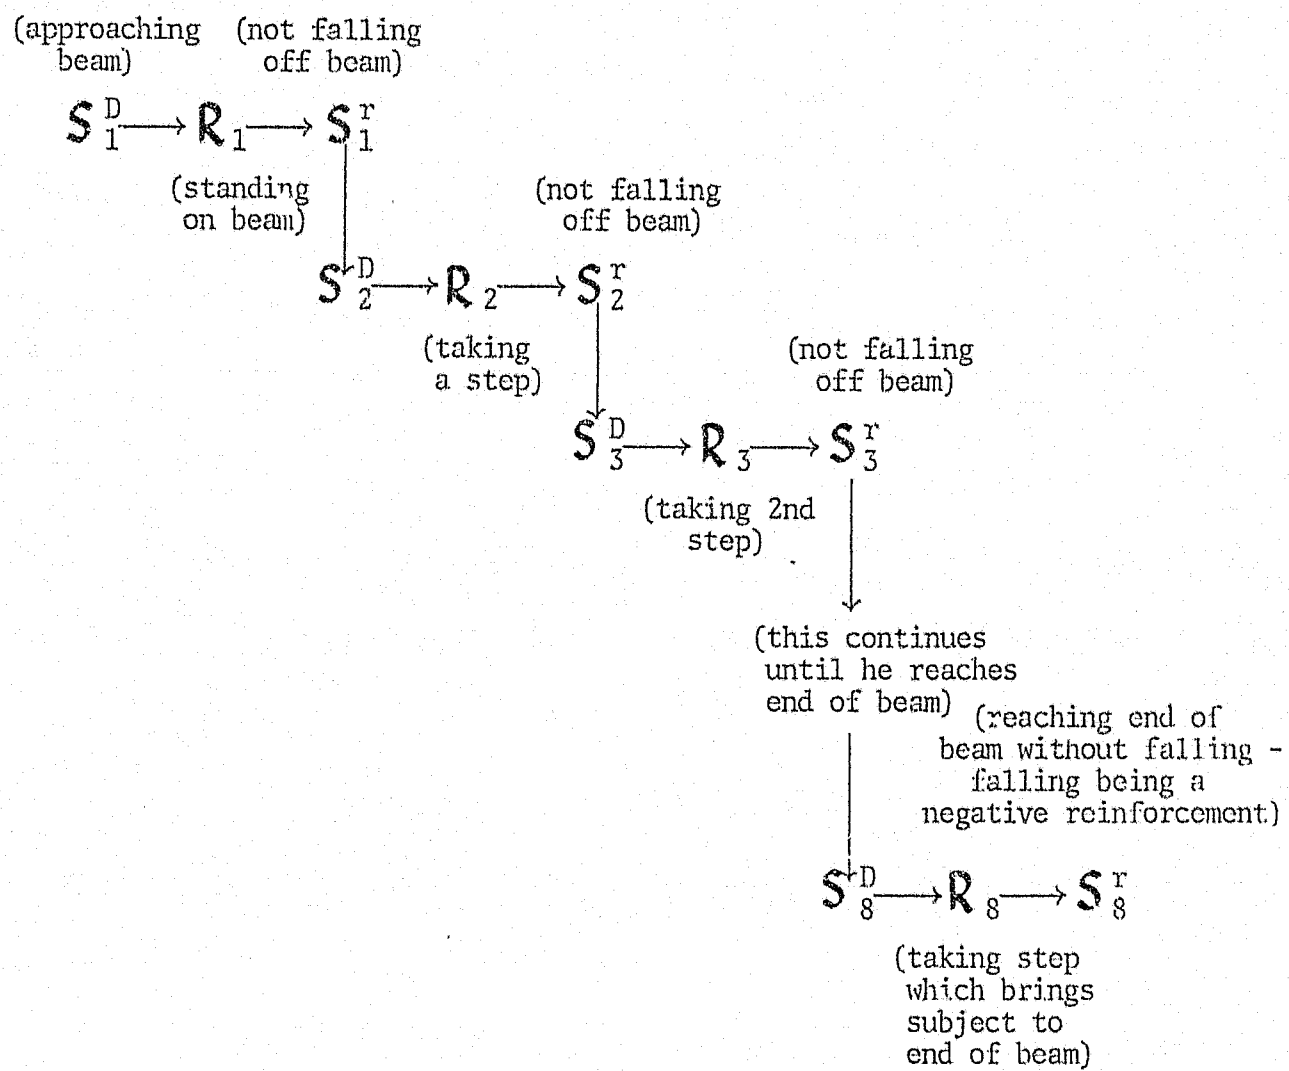 (approaching
beam)
(not falling
off beam)
S D 1 → R 1 → S r 1
(standing
on beam)
(not falling
off beam)
S D 2 → R 2 → S r 2
(taking
a step)
(not falling
off beam)
S D 3 → R 3 → S r 3
(taking 2nd
step)
(this continues
until he reaches
end of beam)
(reaching end of
beam without falling -
falling being a
negative reinforcement)
S D 8 → R 8 → S r 8
(taking step
which brings
subject to
end of beam)